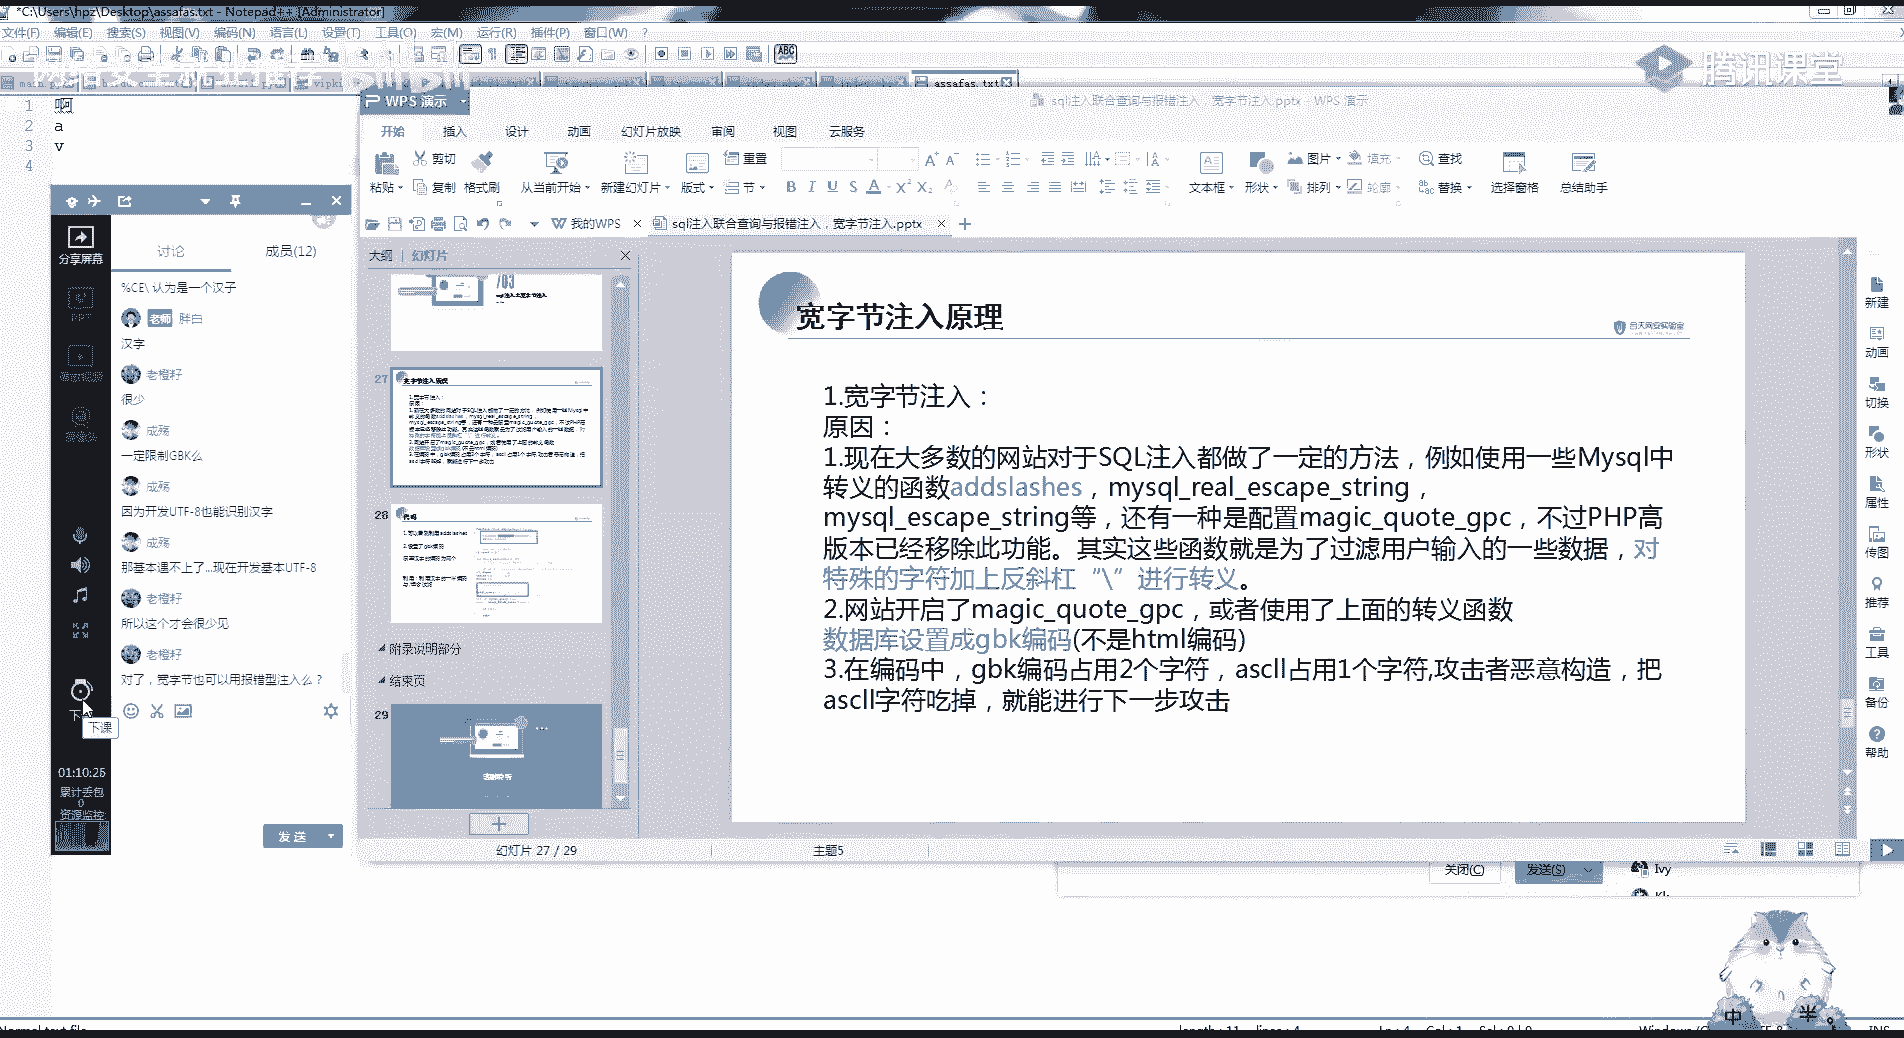 *C:\Users\hpz\Desktop\assafas.txt - Notepad++ [Administrator]
文件(F) 编辑(E) 搜索(S) 视图(V) 编码(N) 语言(L) 设置(T) 工具(O) 宏(M) 运行(R) 插件(P) 窗口(W) ?
腾讯课堂
assafas.txt
1 啊
2 a
3 v
4
WPS 演示
sql注入联合查询与报错注入，宽字节注入.pptx - WPS 演示
开始 插入 设计 动画 幻灯片放映 审阅 视图 云服务
粘贴 剪切 复制 格式刷 从当前开始 新建幻灯片 版式 重置 节
B I U S A X² X₂
文本框 形状 图片 排列 填充 轮廓 查找 替换 选择窗格 总结助手
我的WPS sql注入联合查询与报错注入，宽字节注入.pptx
大纲 幻灯片
分享屏幕
讨论 成员(12)
%CE\ 认为是一个汉子
老师 胖白
汉字
老橙籽
很少
成殇
一定限制GBK么
成殇
因为开发UTF-8也能识别汉字
成殇
那基本遇不上了...现在开发基本UTF-8
老橙籽
所以这个才会很少见
老橙籽
对了，宽字节也可以用报错型注入么？
下课
01:10:25
累计丢包
0
资源监控
发送
/03
27
28
附录说明部分
结束页
29
宽字节注入原理
合天网安实验室
1.宽字节注入：
原因：
1.现在大多数的网站对于SQL注入都做了一定的方法，例如使用一些Mysql中
转义的函数addslashes，mysql_real_escape_string，
mysql_escape_string等，还有一种是配置magic_quote_gpc，不过PHP高
版本已经移除此功能。其实这些函数就是为了过滤用户输入的一些数据，对
特殊的字符加上反斜杠“\”进行转义。
2.网站开启了magic_quote_gpc，或者使用了上面的转义函数
数据库设置成gbk编码(不是html编码)
3.在编码中，gbk编码占用2个字符，ascll占用1个字符,攻击者恶意构造，把
ascll字符吃掉，就能进行下一步攻击
新建
动画
切换
形状
属性
传图
推荐
工具
备份
帮助
幻灯片 27 / 29 主题5
关闭(C) 发送(S) Ivy
中 半